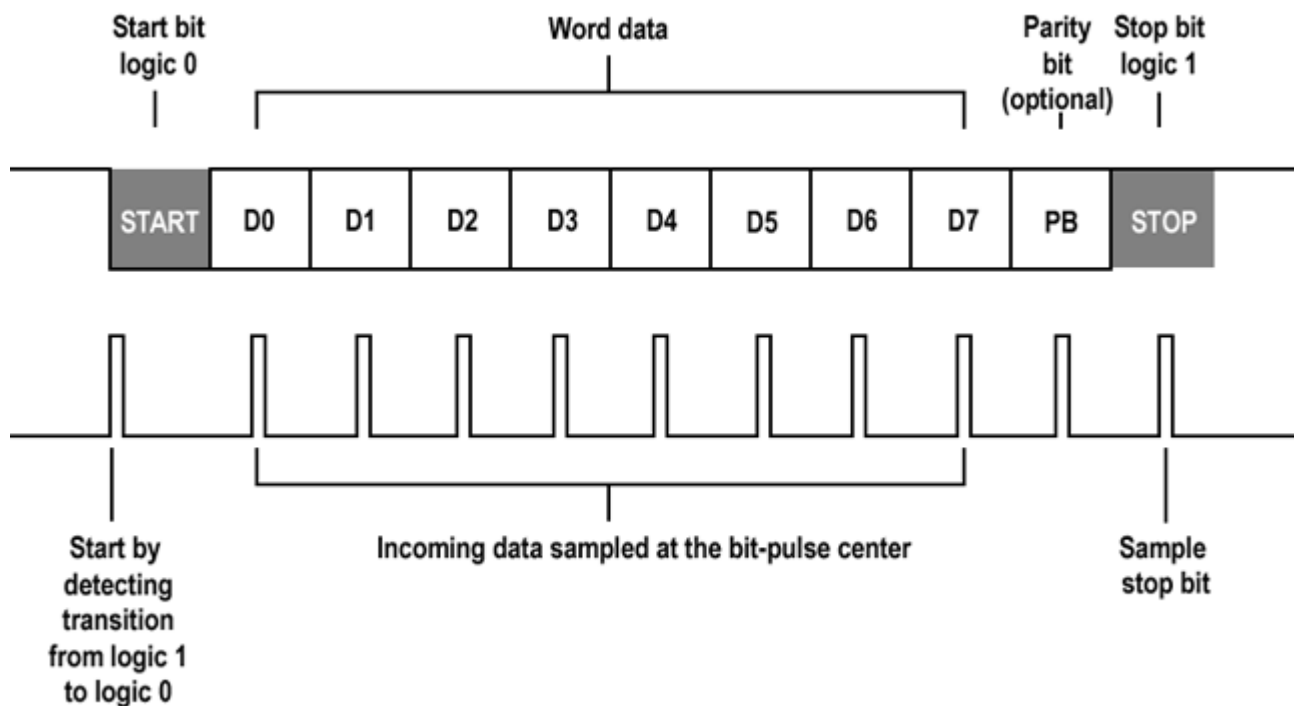 Start bit
logic 0
Word data
Parity
bit
(optional)
Stop bit
logic 1
START D0 D1 D2 D3 D4 D5 D6 D7 PB STOP
Start by
detecting
transition
from logic 1
to logic 0
Incoming data sampled at the bit-pulse center
Sample
stop bit